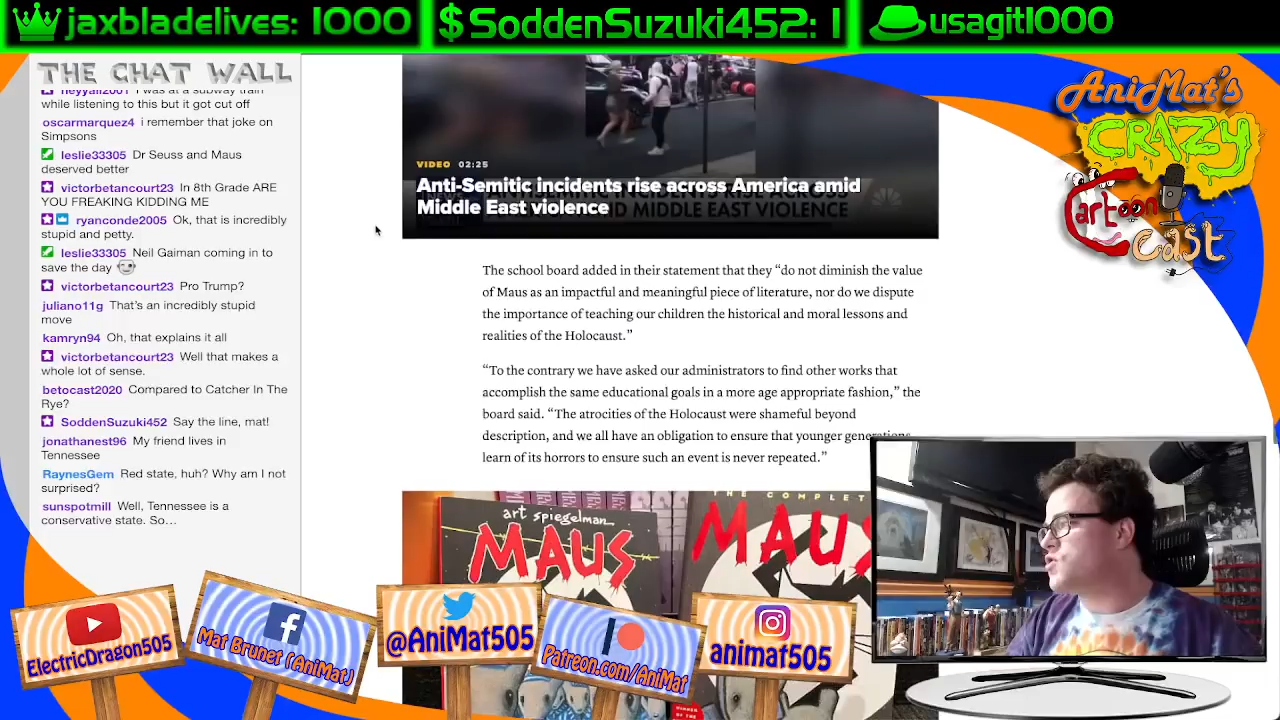 jaxbladelives: 1000
$ SoddenSuzuki452: 1
usagit1000
THE CHAT WALL
heyyall2001 I was at a subway train
while listening to this but it got cut off
oscarmarquez4 i remember that joke on
Simpsons
leslie33305 Dr Seuss and Maus
deserved better
victorbetancourt23 In 8th Grade ARE
YOU FREAKING KIDDING ME
ryanconde2005 Ok, that is incredibly
stupid and petty.
leslie33305 Neil Gaiman coming in to
save the day
victorbetancourt23 Pro Trump?
juliano11g That's an incredibly stupid
move
kamryn94 Oh, that explains it all
victorbetancourt23 Well that makes a
whole lot of sense.
betocast2020 Compared to Catcher In The
Rye?
SoddenSuzuki452 Say the line, mat!
jonathanest96 My friend lives in
Tennessee
RaynesGem Red state, huh? Why am I not
surprised?
sunspotmill Well, Tennessee is a
conservative state. So…
VIDEO 02:25
Anti-Semitic incidents rise across America amid
Middle East violence
MIDDLE EAST VIOLENCE
The school board added in their statement that they “do not diminish the value
of Maus as an impactful and meaningful piece of literature, nor do we dispute
the importance of teaching our children the historical and moral lessons and
realities of the Holocaust.”
“To the contrary we have asked our administrators to find other works that
accomplish the same educational goals in a more age appropriate fashion,” the
board said. “The atrocities of the Holocaust were shameful beyond
description, and we all have an obligation to ensure that younger generations
learn of its horrors to ensure such an event is never repeated.”
art spiegelman
MAUS
THE COMPLET
MAUS
WINNER
OF THE
AniMat's
CRAZY
Cartoon
Cast
ElectricDragon505
Mat Brunet (AniMat)
@AniMat505
Patreon.com/AniMat
animat505